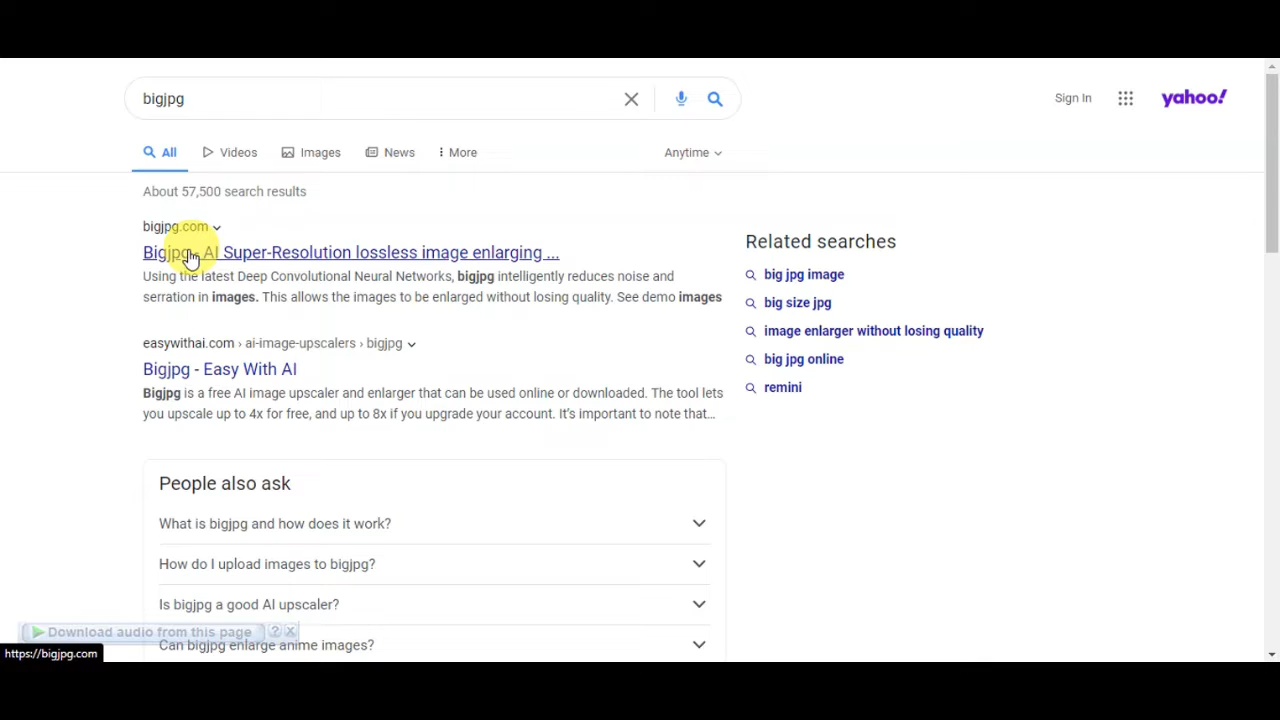 bigjpg
Sign In
yahoo!
All
Videos
Images
News
More
Anytime
About 57,500 search results
bigjpg.com
Bigjpg - AI Super-Resolution lossless image enlarging ...
Using the latest Deep Convolutional Neural Networks, bigjpg intelligently reduces noise and
serration in images. This allows the images to be enlarged without losing quality. See demo images
easywithai.com › ai-image-upscalers › bigjpg
Bigjpg - Easy With AI
Bigjpg is a free AI image upscaler and enlarger that can be used online or downloaded. The tool lets
you upscale up to 4x for free, and up to 8x if you upgrade your account. It's important to note that...
People also ask
What is bigjpg and how does it work?
How do I upload images to bigjpg?
Is bigjpg a good AI upscaler?
Can bigjpg enlarge anime images?
Related searches
big jpg image
big size jpg
image enlarger without losing quality
big jpg online
remini
Download audio from this page
https://bigjpg.com